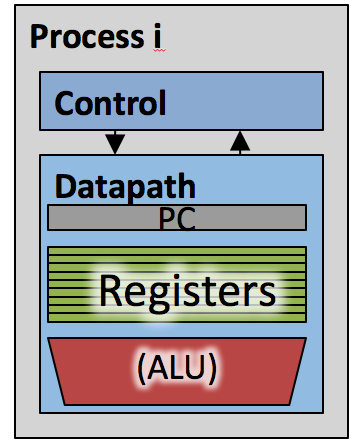 Process i
Control
Datapath
PC
Registers
(ALU)